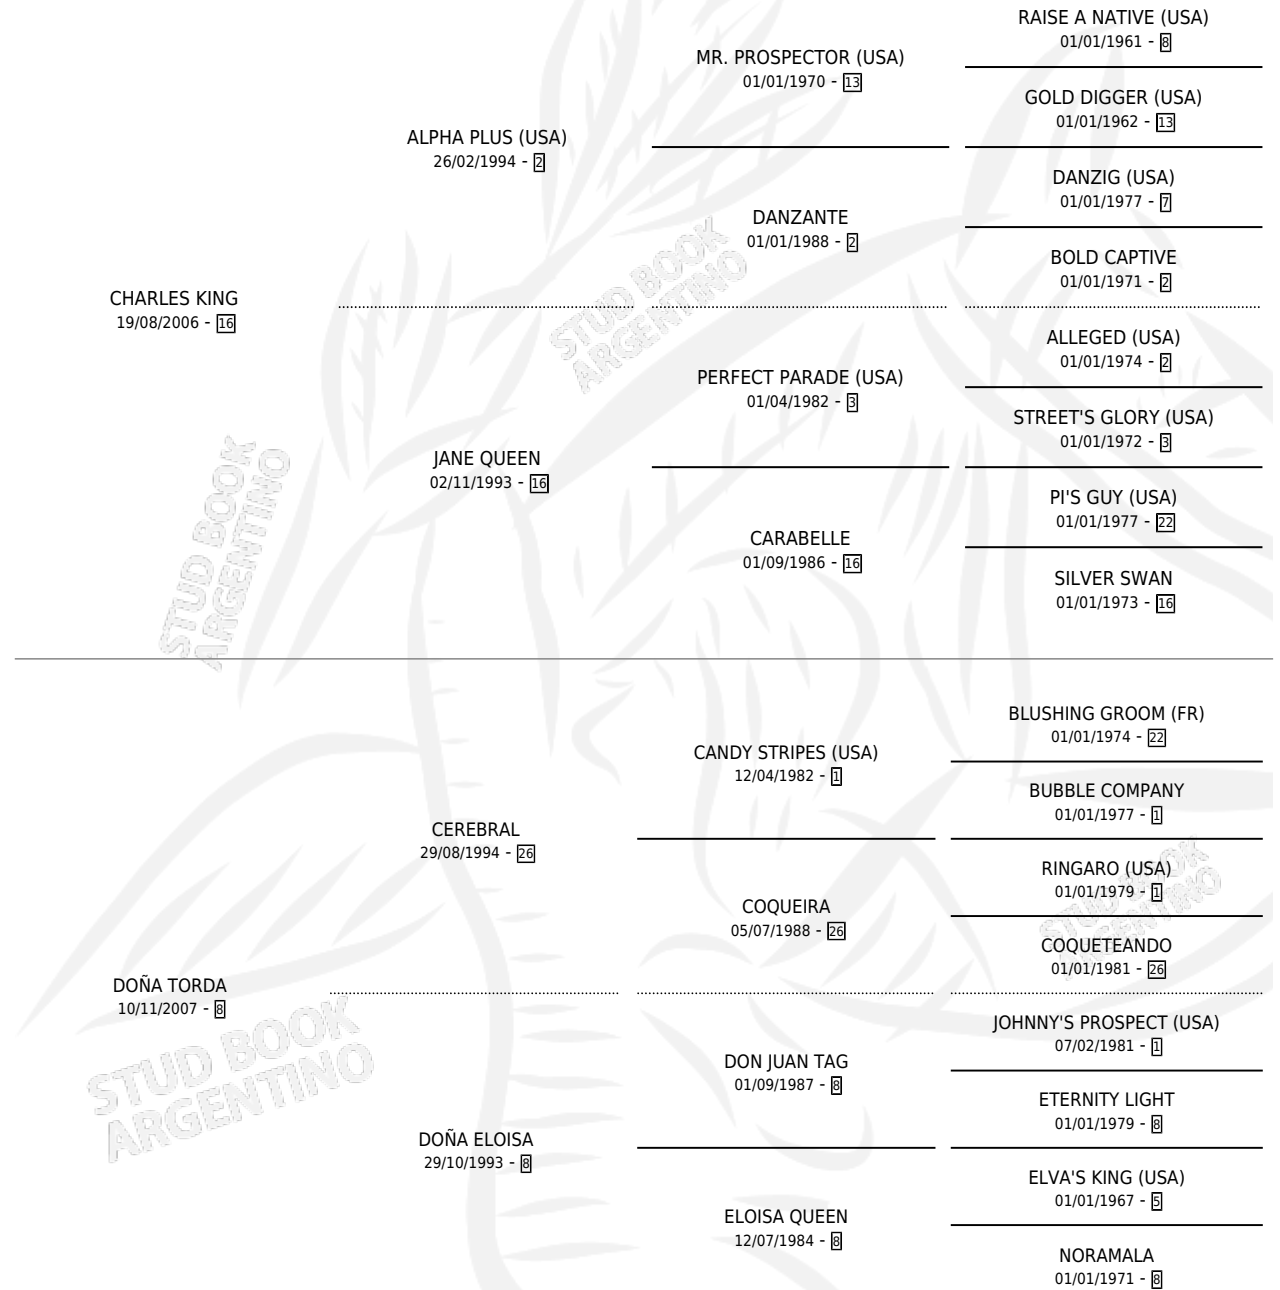 RAISE A NATIVE (USA)
01/01/1961 - 8
MR. PROSPECTOR (USA)
01/01/1970 - 13
GOLD DIGGER (USA)
01/01/1962 - 13
ALPHA PLUS (USA)
26/02/1994 - 2
DANZIG (USA)
01/01/1977 - 7
DANZANTE
01/01/1988 - 2
BOLD CAPTIVE
01/01/1971 - 2
CHARLES KING
19/08/2006 - 16
ALLEGED (USA)
01/01/1974 - 2
PERFECT PARADE (USA)
01/04/1982 - 3
STREET'S GLORY (USA)
01/01/1972 - 3
JANE QUEEN
02/11/1993 - 16
PI'S GUY (USA)
01/01/1977 - 22
CARABELLE
01/09/1986 - 16
SILVER SWAN
01/01/1973 - 16
BLUSHING GROOM (FR)
01/01/1974 - 22
CANDY STRIPES (USA)
12/04/1982 - 1
BUBBLE COMPANY
01/01/1977 - 1
CEREBRAL
29/08/1994 - 26
RINGARO (USA)
01/01/1979 - 1
COQUEIRA
05/07/1988 - 26
COQUETEANDO
01/01/1981 - 26
DOÑA TORDA
10/11/2007 - 8
JOHNNY'S PROSPECT (USA)
07/02/1981 - 1
DON JUAN TAG
01/09/1987 - 8
ETERNITY LIGHT
01/01/1979 - 8
DOÑA ELOISA
29/10/1993 - 8
ELVA'S KING (USA)
01/01/1967 - 5
ELOISA QUEEN
12/07/1984 - 8
NORAMALA
01/01/1971 - 8
STUD BOOK
ARGENTINO
STUD BOOK
ARGENTINO
STUD BOOK
ARGENTINO
STUD BOOK
ARGENTINO